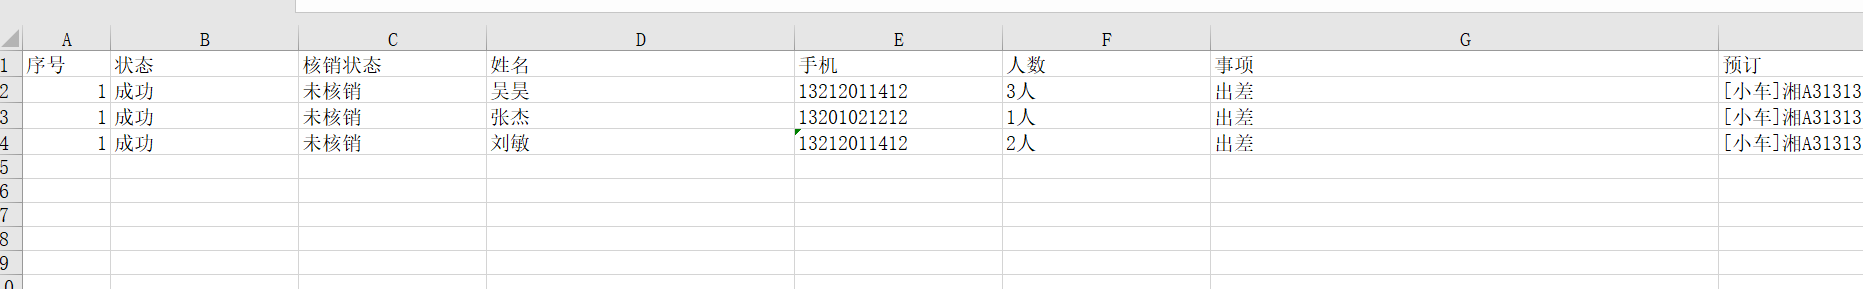 A B C D E F G
1 序号 状态 核销状态 姓名 手机 人数 事项 预订
2 1 成功 未核销 吴昊 13212011412 3人 出差 [小车]湘A31313
3 1 成功 未核销 张杰 13201021212 1人 出差 [小车]湘A31313
4 1 成功 未核销 刘敏 13212011412 2人 出差 [小车]湘A31313
5
6
7
8
9
0